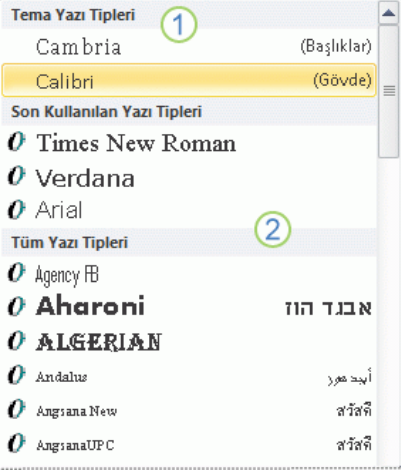 Tema Yazı Tipleri
1
Cambria (Başlıklar)
Calibri (Gövde)
Son Kullanılan Yazı Tipleri
Times New Roman
Verdana
Arial
2
Tüm Yazı Tipleri
Agency FB
Aharoni אבגד הוז
ALGERIAN
Andalus أبجد هوز
Angsana New สวัสดี
AngsanaUPC สวัสดี